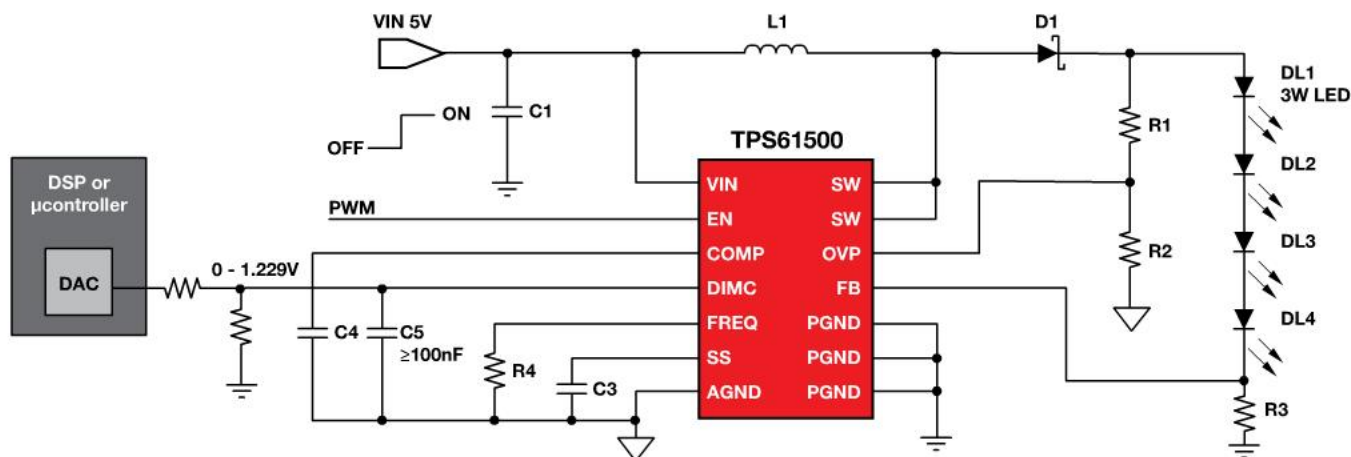 VIN 5V
L1
D1
DL1
3W LED
C1
ON
OFF
R1
TPS61500
DSP or
µcontroller
DAC
0 - 1.229V
PWM
VIN
EN
COMP
DIMC
FREQ
SS
AGND
SW
SW
OVP
FB
PGND
PGND
PGND
DL2
R2
DL3
DL4
C4
C5
≥100nF
R4
C3
R3